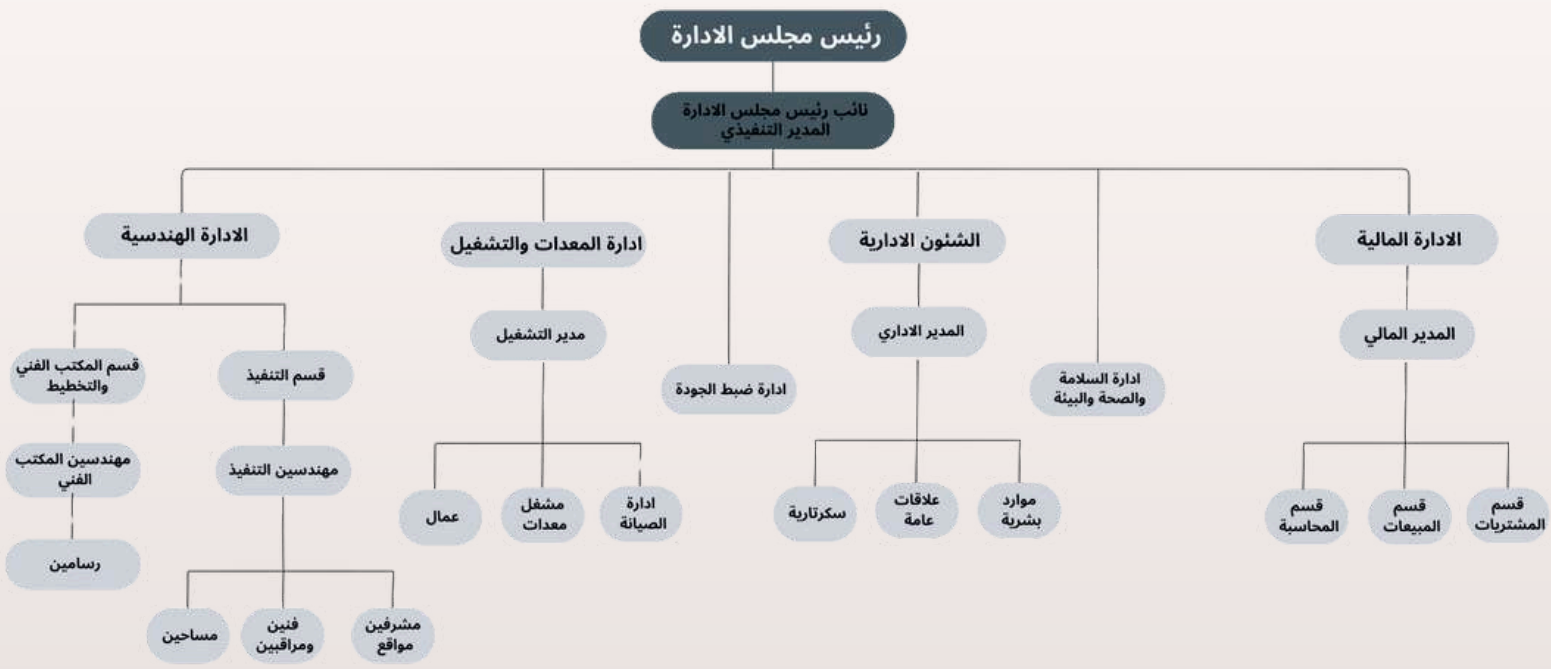 رئيس مجلس الادارة
نائب رئيس مجلس الادارة
المدير التنفيذي
الادارة المالية
الشئون الادارية
ادارة المعدات والتشغيل
الادارة الهندسية
المدير المالي
المدير الاداري
مدير التشغيل
ادارة السلامة
والصحة والبيئة
ادارة ضبط الجودة
قسم التنفيذ
قسم المكتب الفني
والتخطيط
مهندسين التنفيذ
مهندسين المكتب
الفني
قسم
المشتريات
قسم
المبيعات
قسم
المحاسبة
موارد
بشرية
علاقات
عامة
سكرتارية
ادارة
الصيانة
مشغل
معدات
عمال
رسامين
مشرفين
مواقع
فنين
ومراقبين
مساحين